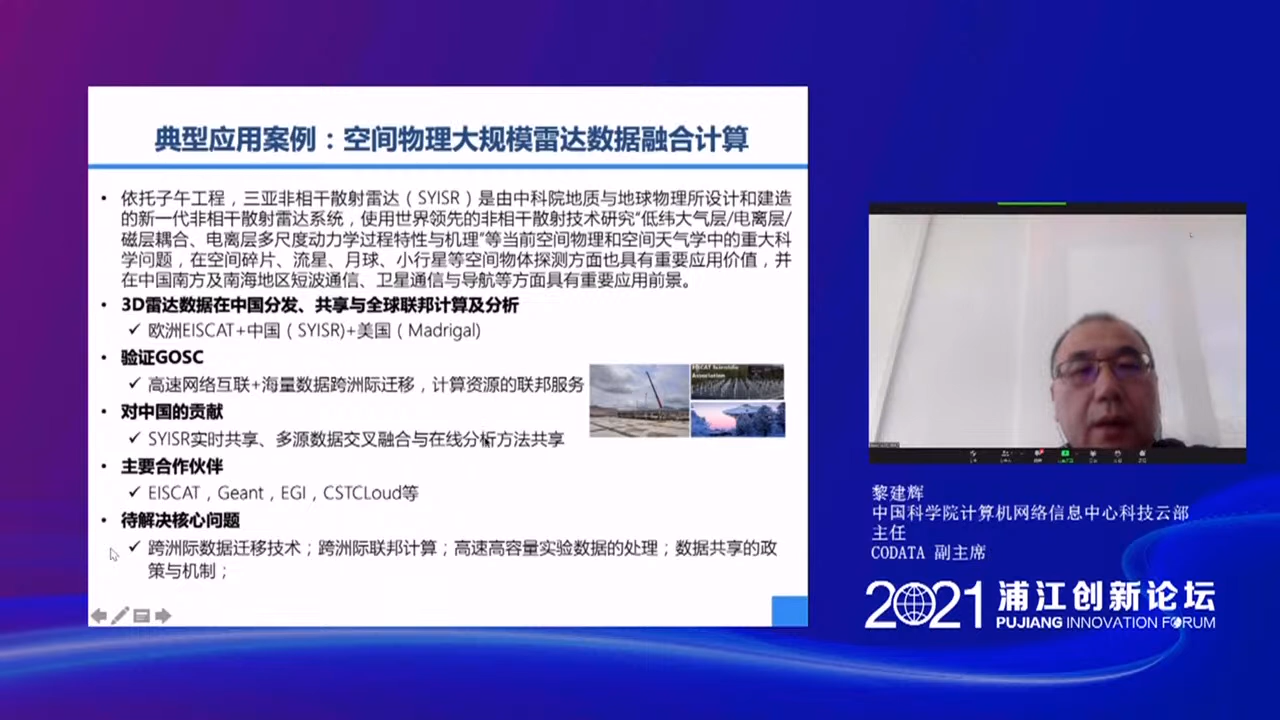 典型应用案例：空间物理大规模雷达数据融合计算
• 依托子午工程，三亚非相干散射雷达（SYISR）是由中科院地质与地球物理所设计和建造
的新一代非相干散射雷达系统，使用世界领先的非相干散射技术研究“低纬大气层/电离层/
磁层耦合、电离层多尺度动力学过程特性与机理”等当前空间物理和空间天气学中的重大科
学问题，在空间碎片、流星、月球、小行星等空间物体探测方面也具有重要应用价值，并
在中国南方及南海地区短波通信、卫星通信与导航等方面具有重要应用前景。
• 3D雷达数据在中国分发、共享与全球联邦计算及分析
✓ 欧洲EISCAT+中国（SYISR)+美国（Madrigal)
• 验证GOSC
✓ 高速网络互联+海量数据跨洲际迁移，计算资源的联邦服务
• 对中国的贡献
✓ SYISR实时共享、多源数据交叉融合与在线分析方法共享
• 主要合作伙伴
✓ EISCAT，Geant，EGI，CSTCLoud等
• 待解决核心问题
✓ 跨洲际数据迁移技术；跨洲际联邦计算；高速高容量实验数据的处理；数据共享的政
策与机制；
EISCAT Scientific
Association
黎建辉
中国科学院计算机网络信息中心科技云部
主任
CODATA 副主席
2021 浦江创新论坛
PUJIANG INNOVATION FORUM